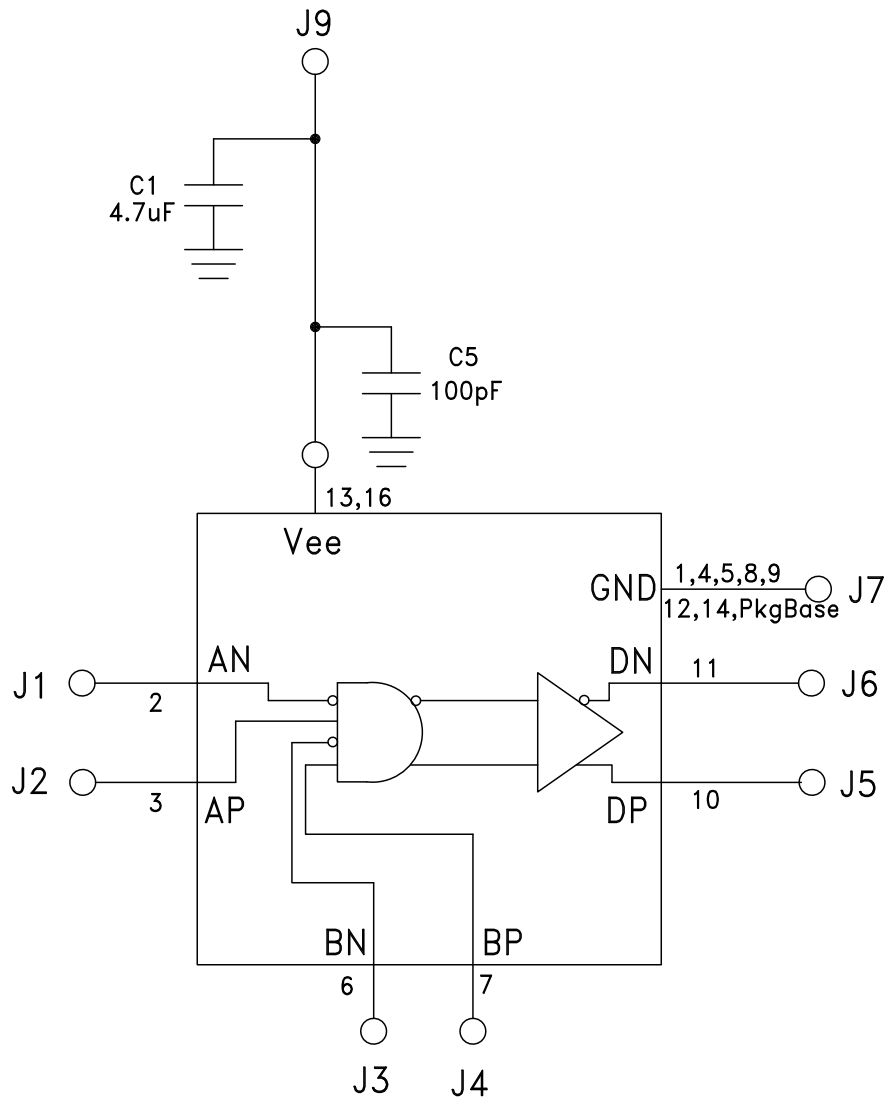 J9
C1
4.7uF
C5
100pF
13,16
Vee
GND
1,4,5,8,9
12,14,PkgBase
J7
J1
2
AN
DN
11
J6
J2
3
AP
DP
10
J5
BN
BP
6
7
J3
J4